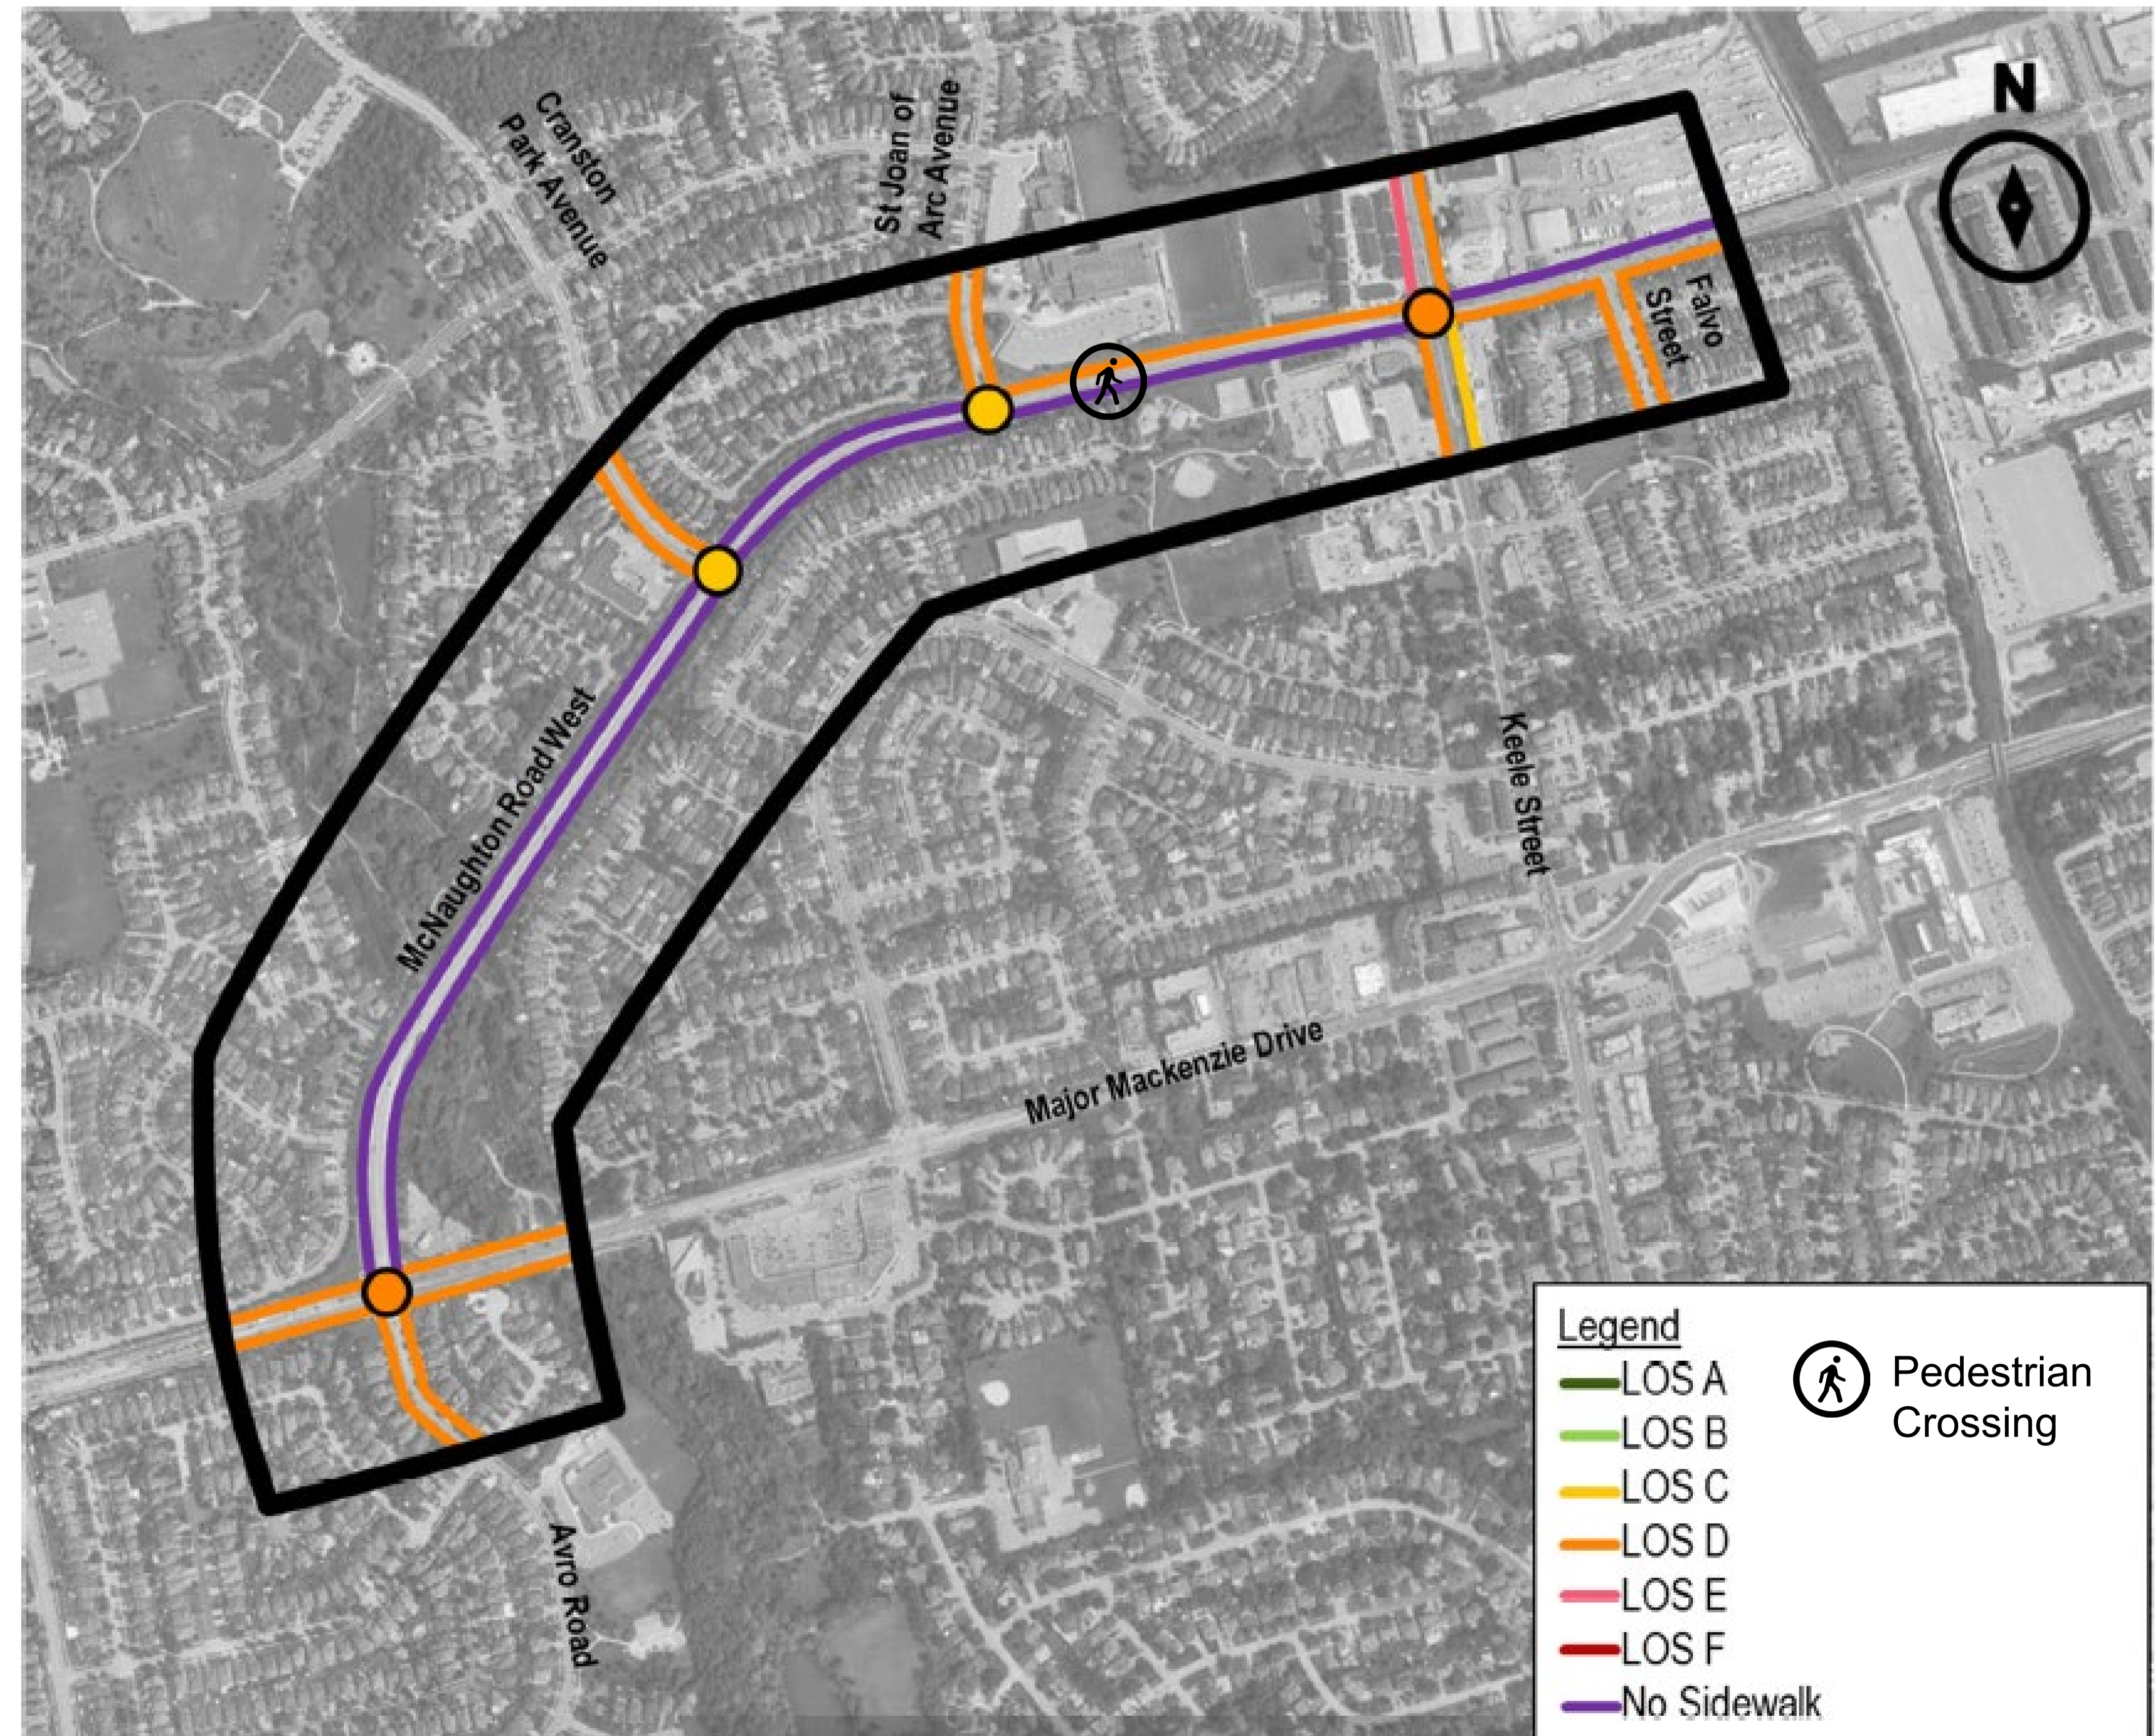 N
Cranston
Park Avenue
St Joan of
Arc Avenue
Falvo
Street
McNaughton Road West
Keele Street
Major Mackenzie Drive
Avro Road
Legend
LOS A
LOS B
LOS C
LOS D
LOS E
LOS F
No Sidewalk
Pedestrian
Crossing